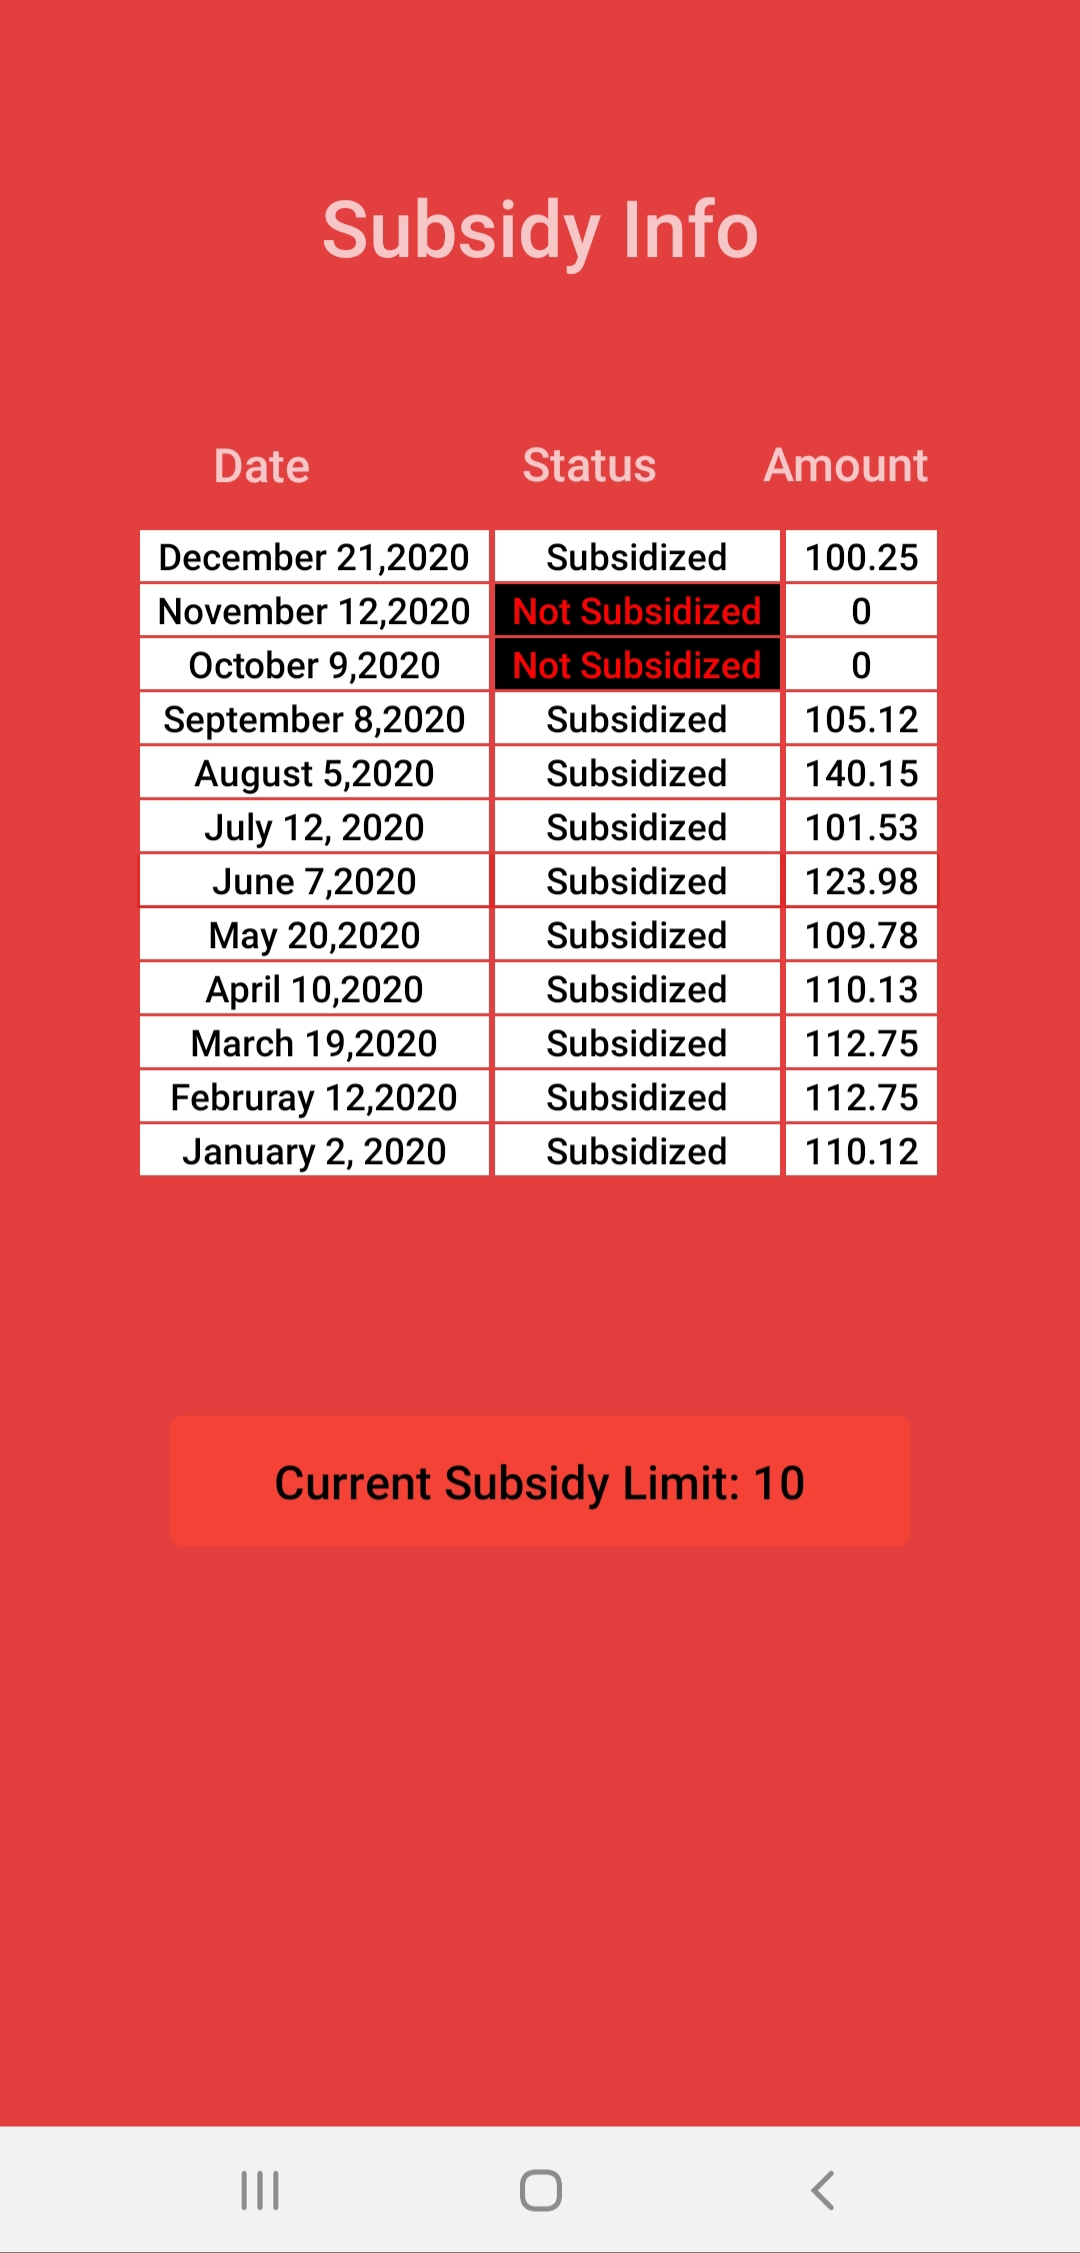 Subsidy Info
Date Status Amount
December 21,2020 Subsidized 100.25
November 12,2020 Not Subsidized 0
October 9,2020 Not Subsidized 0
September 8,2020 Subsidized 105.12
August 5,2020 Subsidized 140.15
July 12, 2020 Subsidized 101.53
June 7,2020 Subsidized 123.98
May 20,2020 Subsidized 109.78
April 10,2020 Subsidized 110.13
March 19,2020 Subsidized 112.75
Februray 12,2020 Subsidized 112.75
January 2, 2020 Subsidized 110.12
Current Subsidy Limit: 10